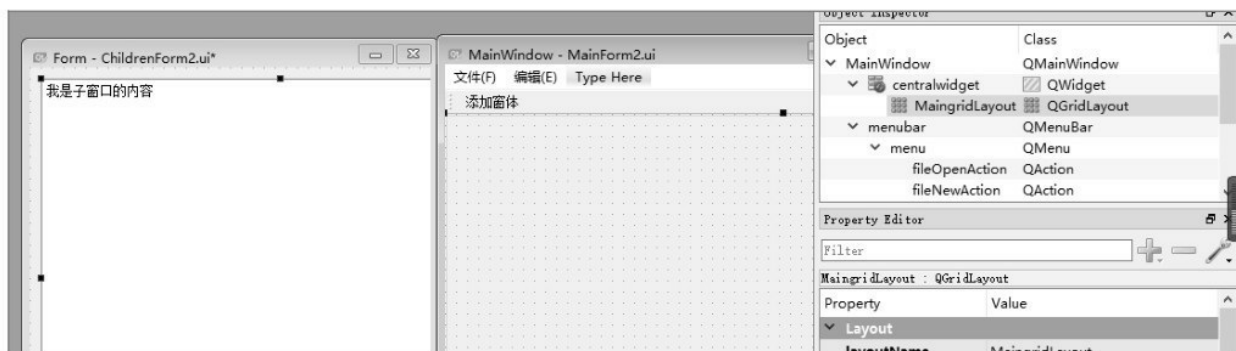 Form - ChildrenForm2.ui*
我是子窗口的内容
MainWindow - MainForm2.ui
文件(F) 编辑(E) Type Here
添加窗体
Object Inspector
Object Class
MainWindow QMainWindow
centralwidget QWidget
MaingridLayout QGridLayout
menubar QMenuBar
menu QMenu
fileOpenAction QAction
fileNewAction QAction
Property Editor
Filter
MaingridLayout : QGridLayout
Property Value
Layout
layoutName MaingridLayout